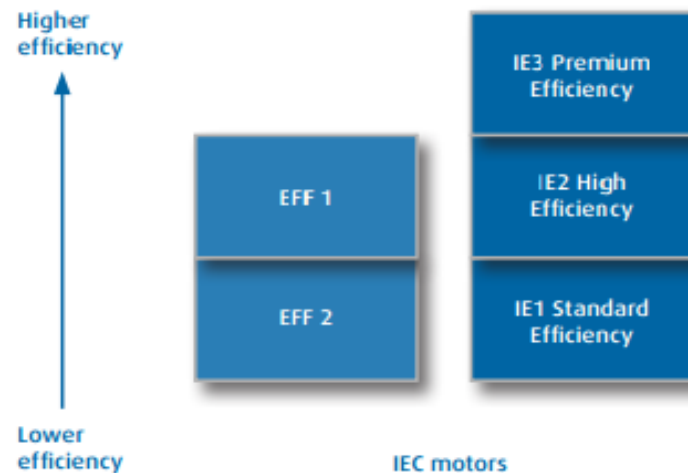 Higher
efficiency
IE3 Premium
Efficiency
EFF 1
IE2 High
Efficiency
EFF 2
IE1 Standard
Efficiency
Lower
efficiency
IEC motors